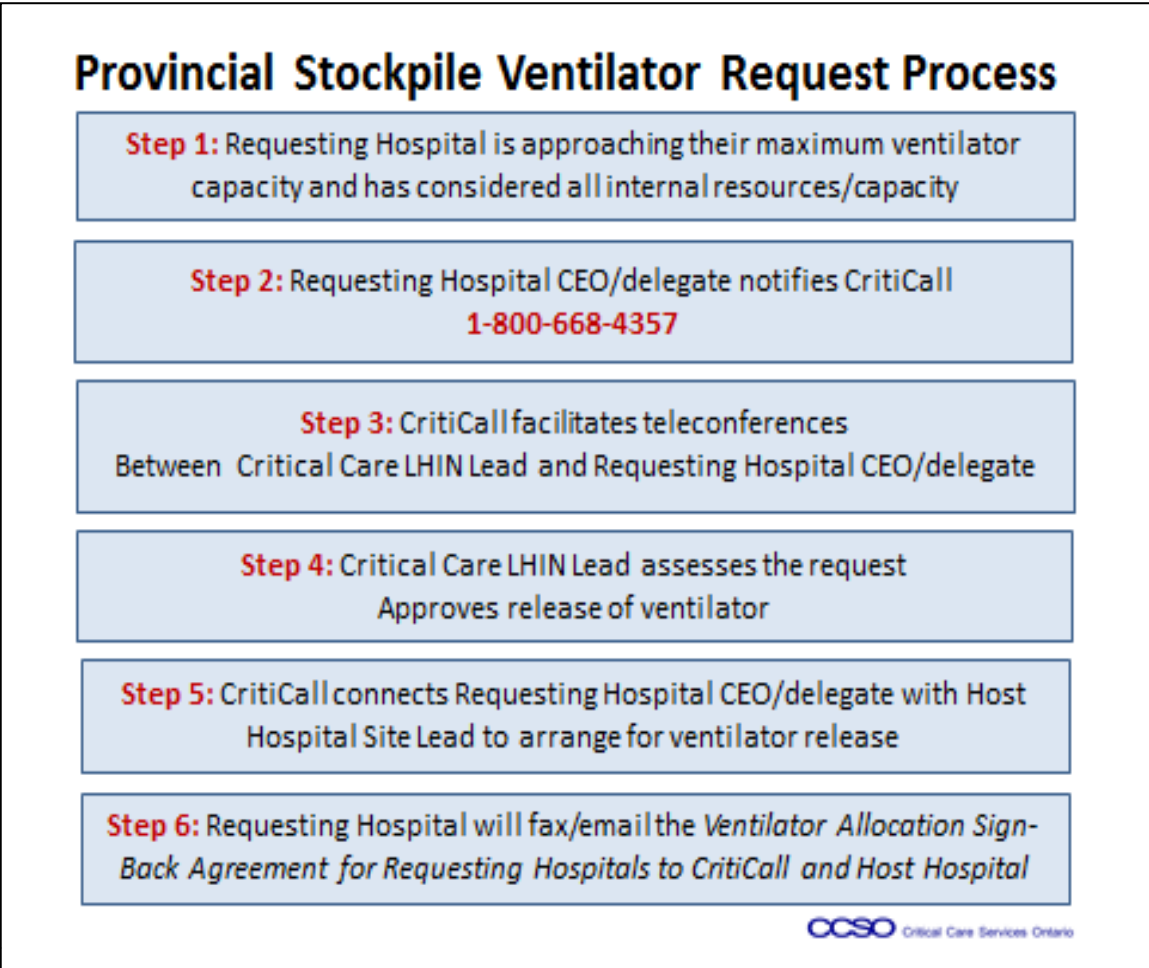 Provincial Stockpile Ventilator Request Process
Step 1: Requesting Hospital is approaching their maximum ventilator
capacity and has considered all internal resources/capacity
Step 2: Requesting Hospital CEO/delegate notifies CritiCall
1-800-668-4357
Step 3: CritiCall facilitates teleconferences
Between Critical Care LHIN Lead and Requesting Hospital CEO/delegate
Step 4: Critical Care LHIN Lead assesses the request
Approves release of ventilator
Step 5: CritiCall connects Requesting Hospital CEO/delegate with Host
Hospital Site Lead to arrange for ventilator release
Step 6: Requesting Hospital will fax/email the Ventilator Allocation Sign-
Back Agreement for Requesting Hospitals to CritiCall and Host Hospital
CCSO Critical Care Services Ontario